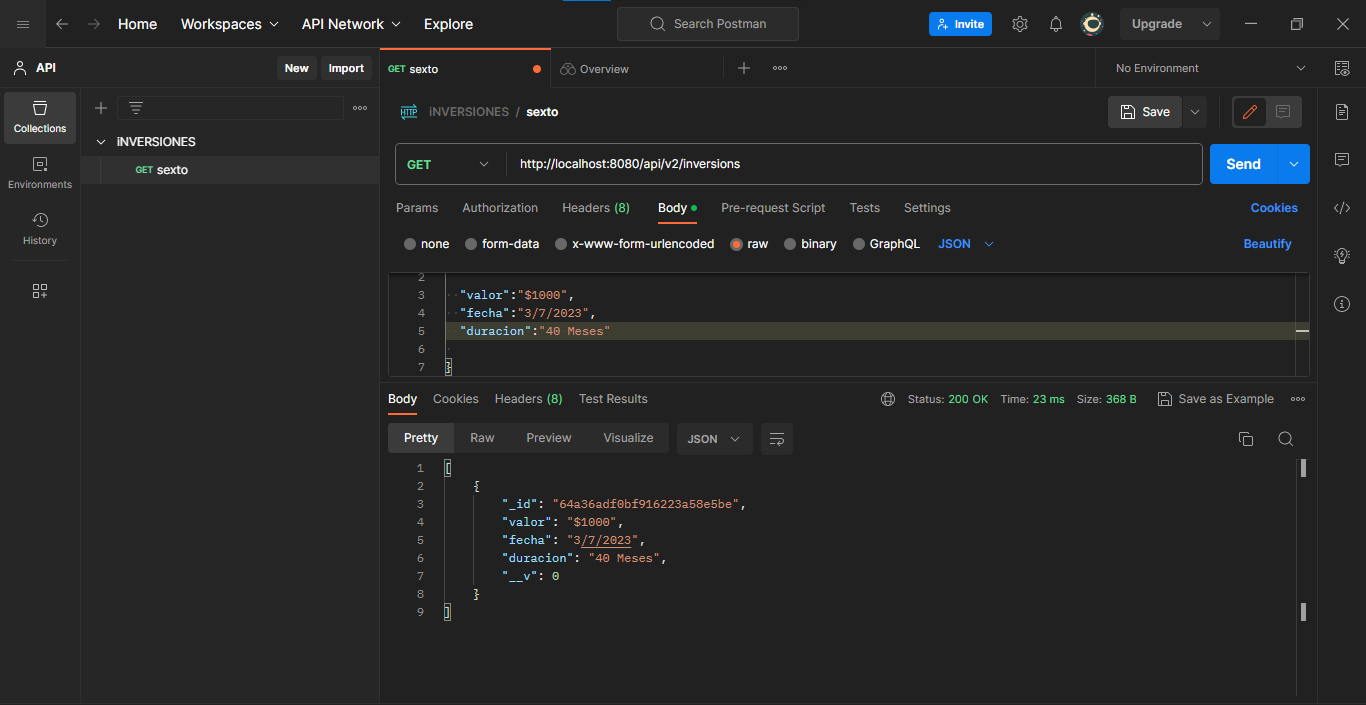 Home Workspaces API Network Explore Search Postman Invite Upgrade
API New Import GET sexto Overview No Environment
Collections
Environments
History
iNVERSIONES
GET sexto
iNVERSIONES / sexto Save
GET http://localhost:8080/api/v2/inversions Send
Params Authorization Headers (8) Body Pre-request Script Tests Settings Cookies
none form-data x-www-form-urlencoded raw binary GraphQL JSON Beautify
2
3 "valor":"$1000",
4 "fecha":"3/7/2023",
5 "duracion":"40 Meses"
6
7 }
Body Cookies Headers (8) Test Results Status: 200 OK Time: 23 ms Size: 368 B Save as Example
Pretty Raw Preview Visualize JSON
1 [
2 {
3 "_id": "64a36adf0bf916223a58e5be",
4 "valor": "$1000",
5 "fecha": "3/7/2023",
6 "duracion": "40 Meses",
7 "__v": 0
8 }
9 ]